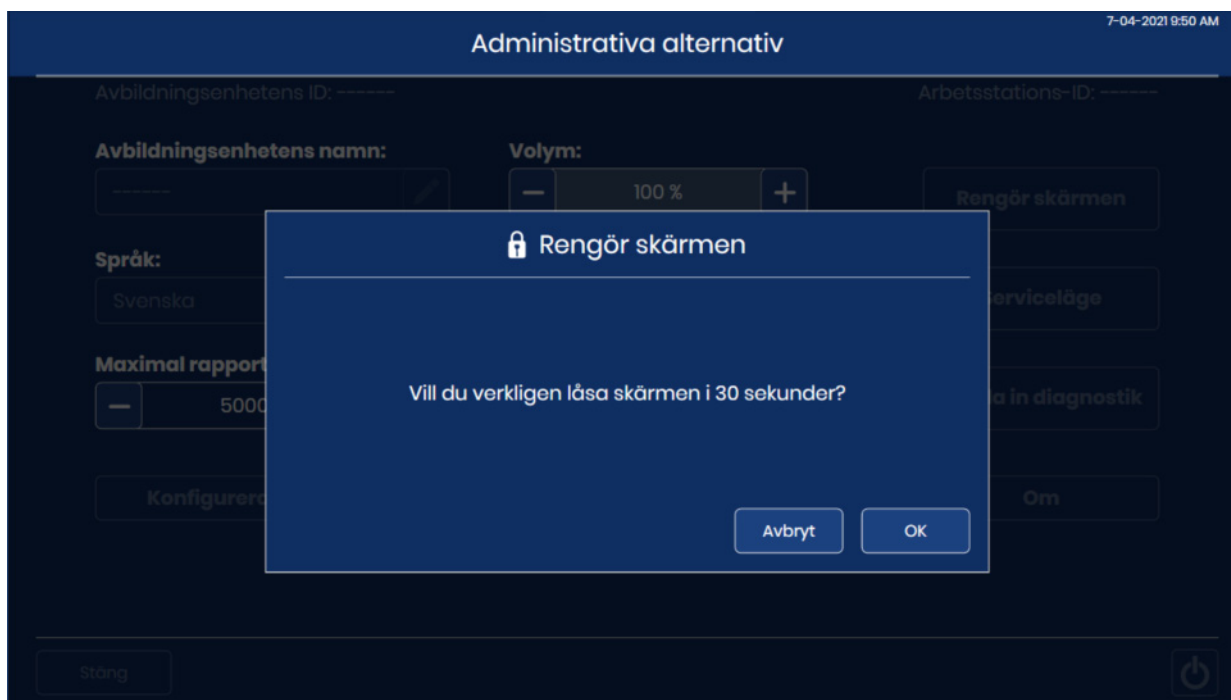 7-04-2021 9:50 AM
Administrativa alternativ
Avbildningsenhetens ID: ------
Arbetsstations-ID: ------
Avbildningsenhetens namn:
Volym:
------
100 %
Rengör skärmen
Rengör skärmen
Språk:
Svenska
Serviceläge
Maximal rapport
5000
Vill du verkligen låsa skärmen i 30 sekunder?
in diagnostik
Konfigurera
Om
Avbryt
OK
Stäng